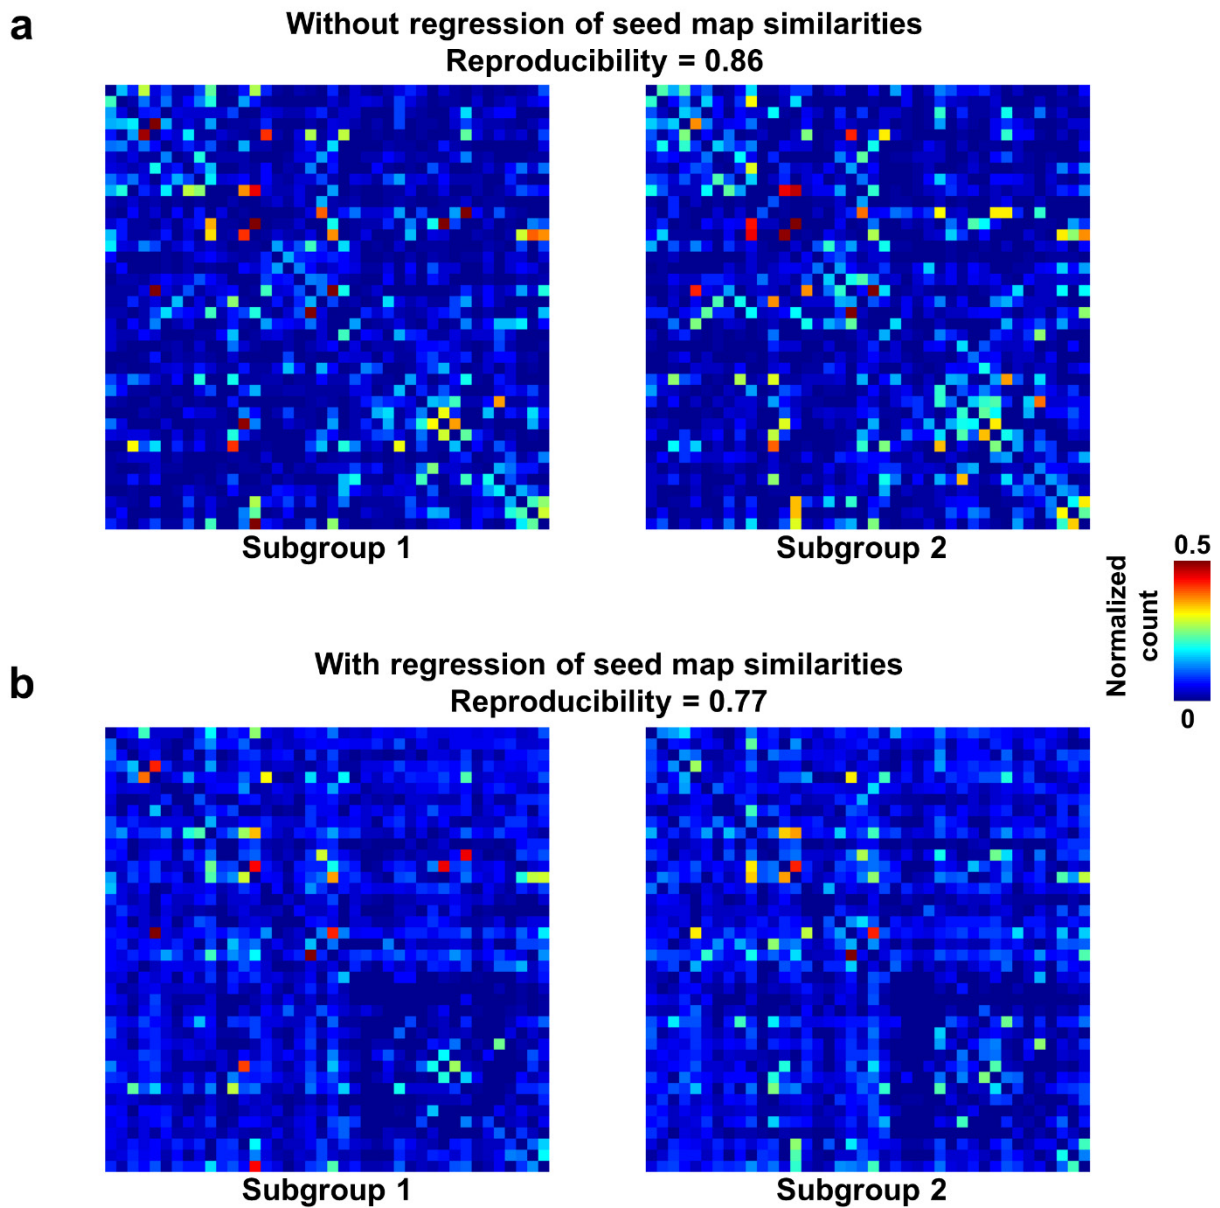 a
Without regression of seed map similarities
Reproducibility = 0.86
Subgroup 1
Subgroup 2
0.5
Normalized
count
0
b
With regression of seed map similarities
Reproducibility = 0.77
Subgroup 1
Subgroup 2